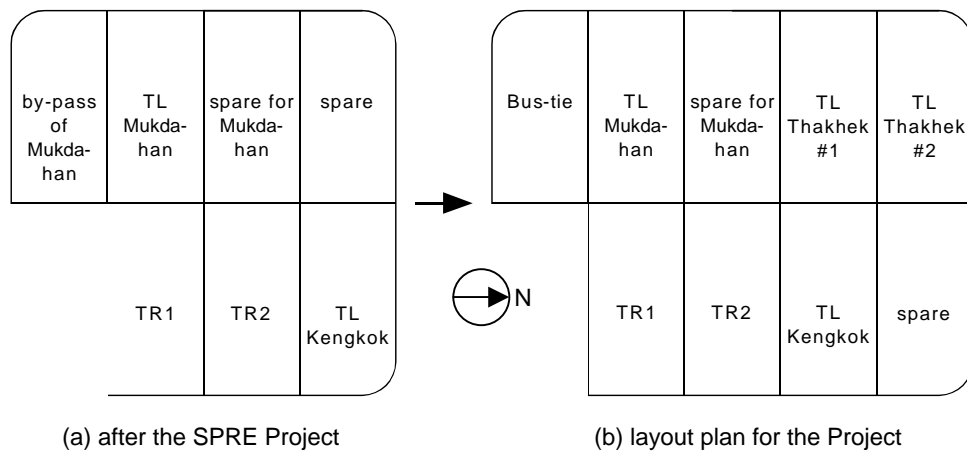 by-pass
of
Mukda-
han
TL
Mukda-
han
spare for
Mukda-
han
spare
TR1
TR2
TL
Kengkok
(a) after the SPRE Project
N
Bus-tie
TL
Mukda-
han
spare for
Mukda-
han
TL
Thakhek
#1
TL
Thakhek
#2
TR1
TR2
TL
Kengkok
spare
(b) layout plan for the Project